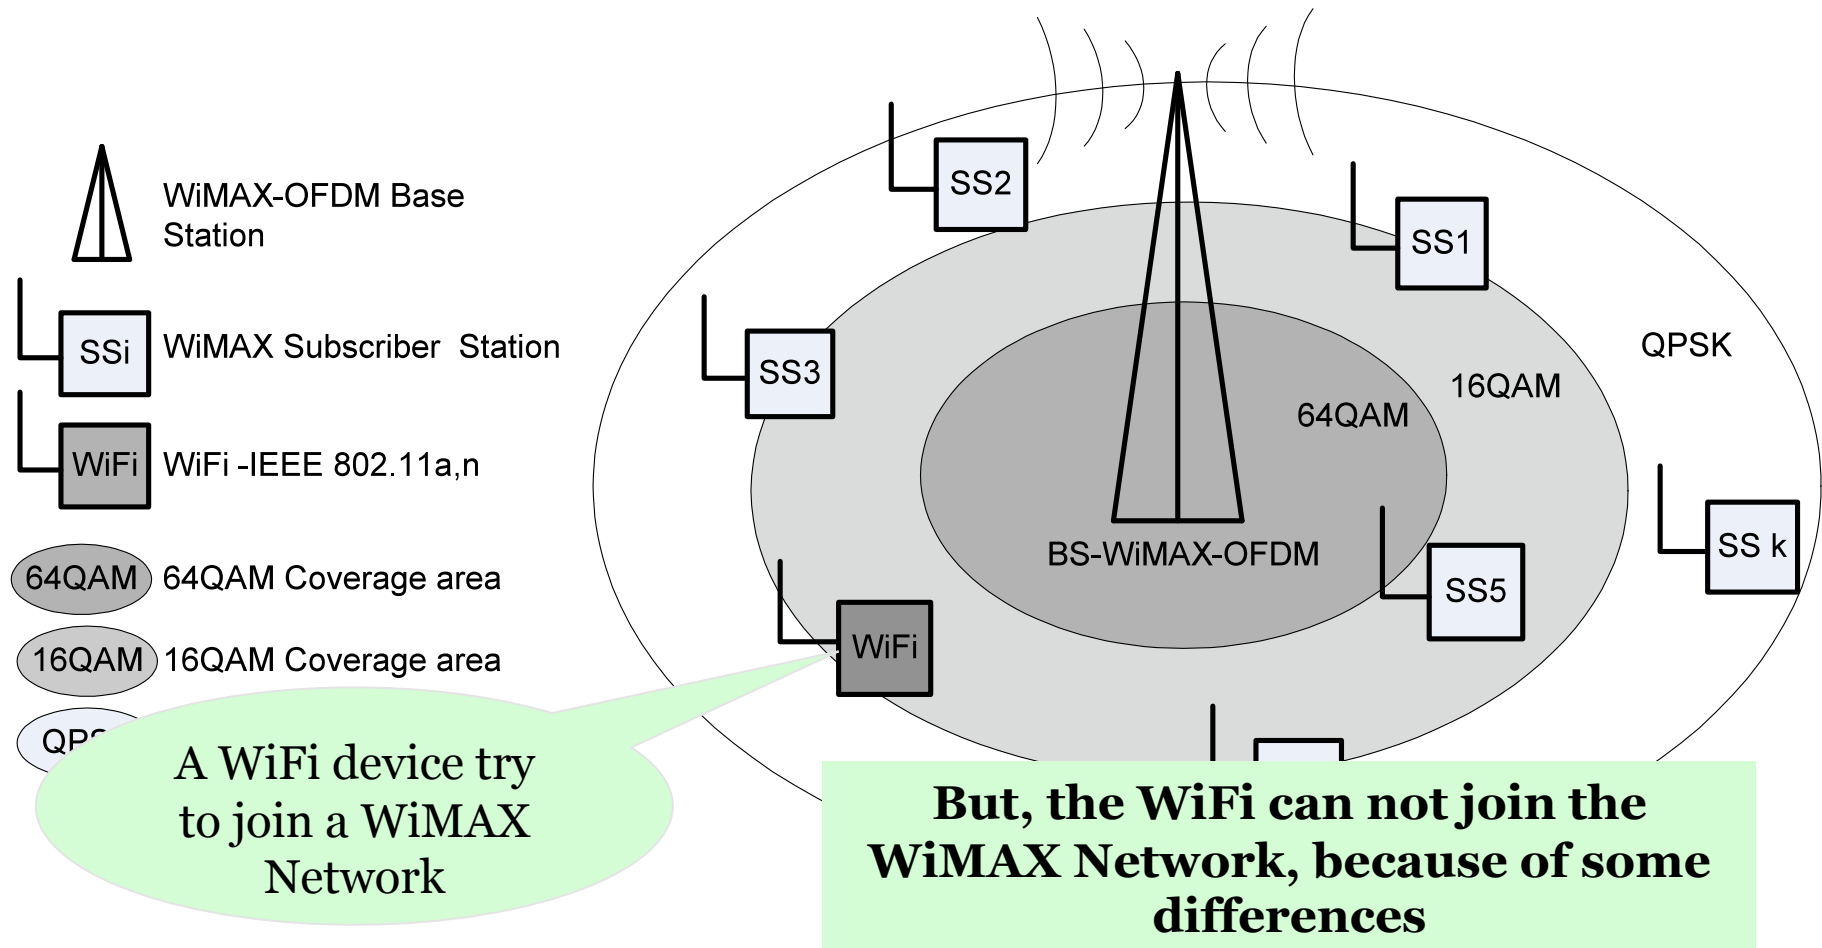 WiMAX-OFDM Base
Station
SSi
WiMAX Subscriber  Station
WiFi
WiFi -IEEE 802.11a,n
64QAM
64QAM Coverage area
16QAM
16QAM Coverage area
SS2
SS1
SS3
QPSK
16QAM
64QAM
BS-WiMAX-OFDM
SS k
SS5
WiFi
A WiFi device try
to join a WiMAX
Network
But, the WiFi can not join the
WiMAX Network, because of some
differences